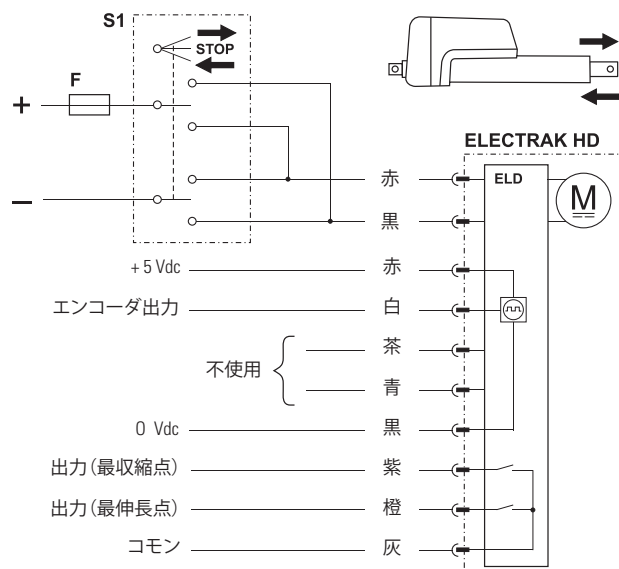 S1
STOP
F
+
−
ELECTRAK HD
ELD
M
赤
黒
+ 5 Vdc 赤
エンコーダ出力 白
不使用
茶
青
0 Vdc 黒
出力(最収縮点) 紫
出力(最伸長点) 橙
コモン 灰